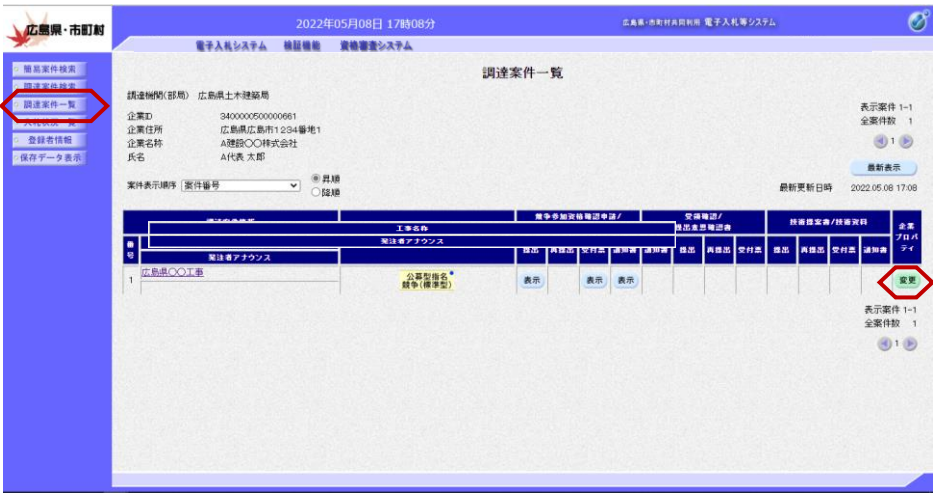 広島県・市町村
2022年05月08日 17時08分
広島県・市町村共同利用 電子入札等システム
電子入札システム 検証機能 資格審査システム
簡易案件検索
調達案件検索
調達案件一覧
入札状況一覧
登録者情報
保存データ表示
調達案件一覧
調達機関(部局) 広島県土木建築局
企業ID 3400000500000661
企業住所 広島県広島市1234番地1
企業名称 A建設〇〇株式会社
氏名 A代表 太郎
表示案件 1-1
全案件数 1
1
最新表示
案件表示順序 案件番号
昇順
降順
最新更新日時 2022.05.08 17:08
競争参加資格確認申請/
受領確認/
提出意思確認書
技術提案書/技術資料
企業
プロパ
ティ
工事名称
発注者アナウンス
番号
発注者アナウンス
提出 再提出 受付票 通知書 通知書 提出 再提出 受付票 提出 再提出 受付票 通知書
1 広島県〇〇工事 公募型指名
競争(標準型) 表示 表示 表示 変更
表示案件 1-1
全案件数 1
1